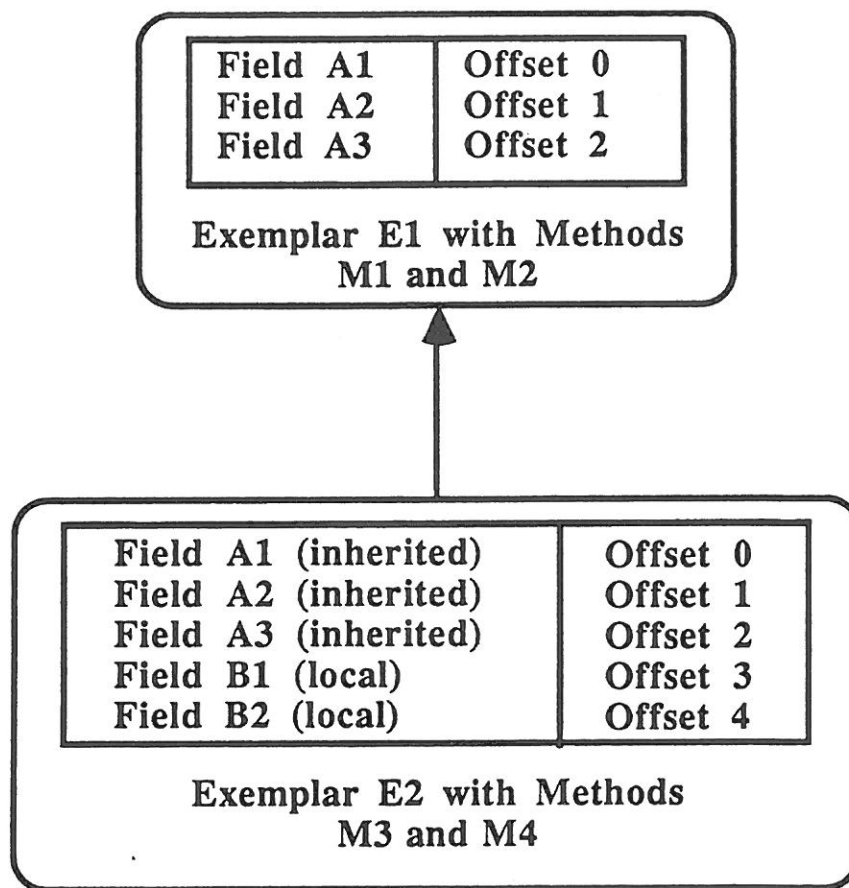 Field A1 Offset 0
Field A2 Offset 1
Field A3 Offset 2
Exemplar E1 with Methods
M1 and M2
Field A1 (inherited) Offset 0
Field A2 (inherited) Offset 1
Field A3 (inherited) Offset 2
Field B1 (local) Offset 3
Field B2 (local) Offset 4
Exemplar E2 with Methods
M3 and M4